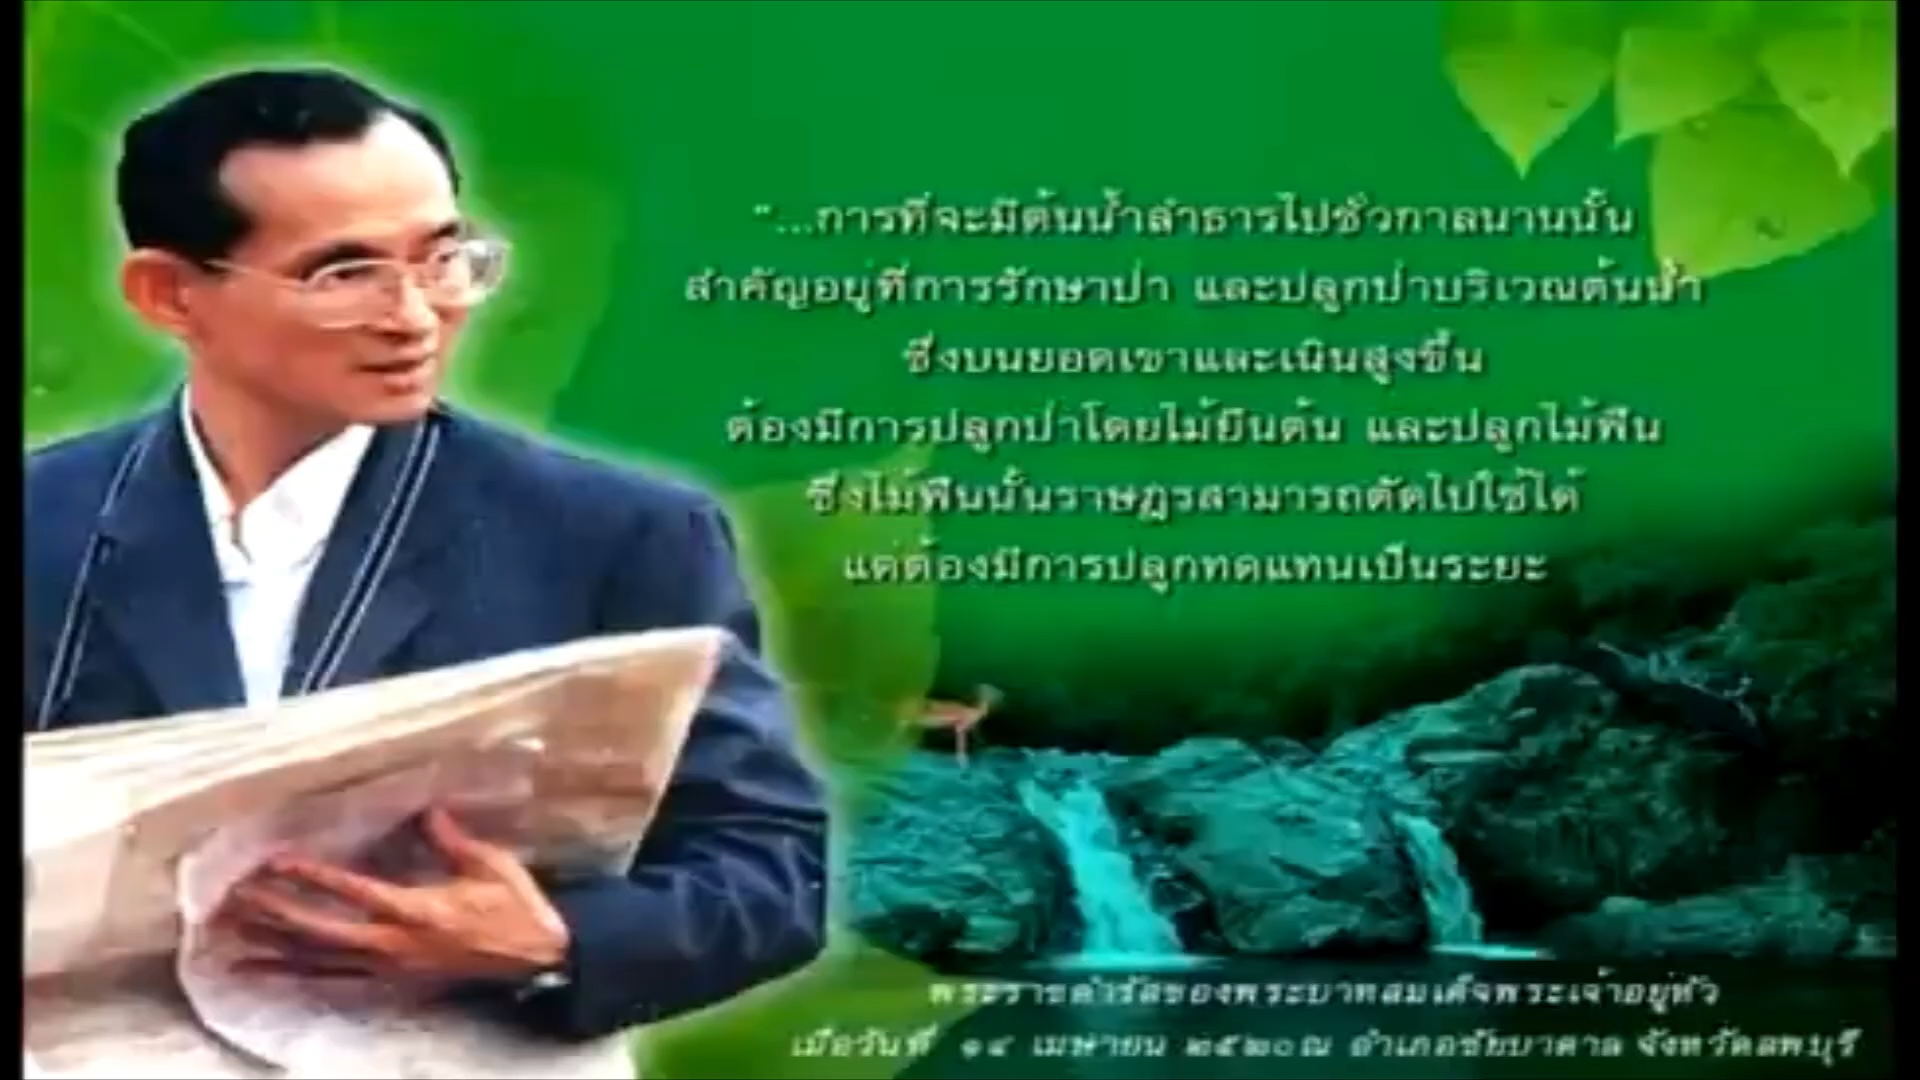 "...การที่จะมีต้นน้ำลำธารไปชั่วกาลนานนั้น
สำคัญอยู่ที่การรักษาป่า และปลูกป่าบริเวณต้นน้ำ
ซึ่งบนยอดเขาและเนินสูงขึ้น
ต้องมีการปลูกป่าโดยไม้ยืนต้น และปลูกไม้ฟืน
ซึ่งไม้ฟืนนั้นราษฎรสามารถตัดไปใช้ได้
แต่ต้องมีการปลูกทดแทนเป็นระยะ
พระราชดำรัสของพระบาทสมเด็จพระเจ้าอยู่หัว
เมื่อวันที่ ๑๔ เมษายน ๒๕๒๐ณ อำเภอชัยบาดาล จังหวัดลพบุรี